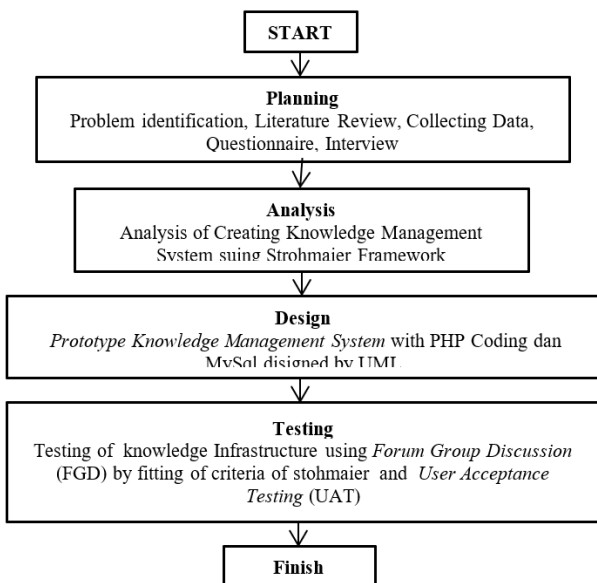 START
Planning
Problem identification, Literature Review, Collecting Data,
Questionnaire, Interview
Analysis
Analysis of Creating Knowledge Management
System suing Strohmaier Framework
Design
Prototype Knowledge Management System with PHP Coding dan
MySql disigned by UML
Testing
Testing of knowledge Infrastructure using Forum Group Discussion
(FGD) by fitting of criteria of stohmaier and User Acceptance
Testing (UAT)
Finish